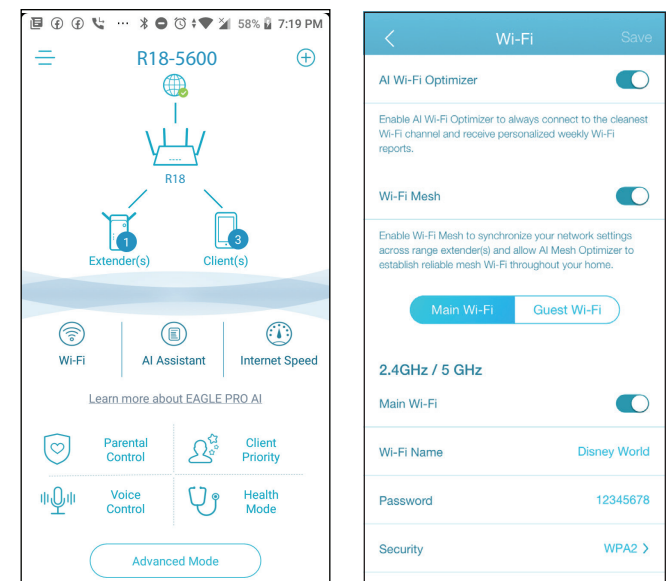 58% 7:19 PM
R18-5600
R18
1
3
Extender(s) Client(s)
Wi-Fi AI Assistant Internet Speed
Learn more about EAGLE PRO AI
Parental
Control
Client
Priority
Voice
Control
Health
Mode
Advanced Mode
Wi-Fi Save
AI Wi-Fi Optimizer
Enable AI Wi-Fi Optimizer to always connect to the cleanest
Wi-Fi channel and receive personalized weekly Wi-Fi
reports.
Wi-Fi Mesh
Enable Wi-Fi Mesh to synchronize your network settings
across range extender(s) and allow AI Mesh Optimizer to
establish reliable mesh Wi-Fi throughout your home.
Main Wi-Fi Guest Wi-Fi
2.4GHz / 5 GHz
Main Wi-Fi
Wi-Fi Name Disney World
Password 12345678
Security WPA2